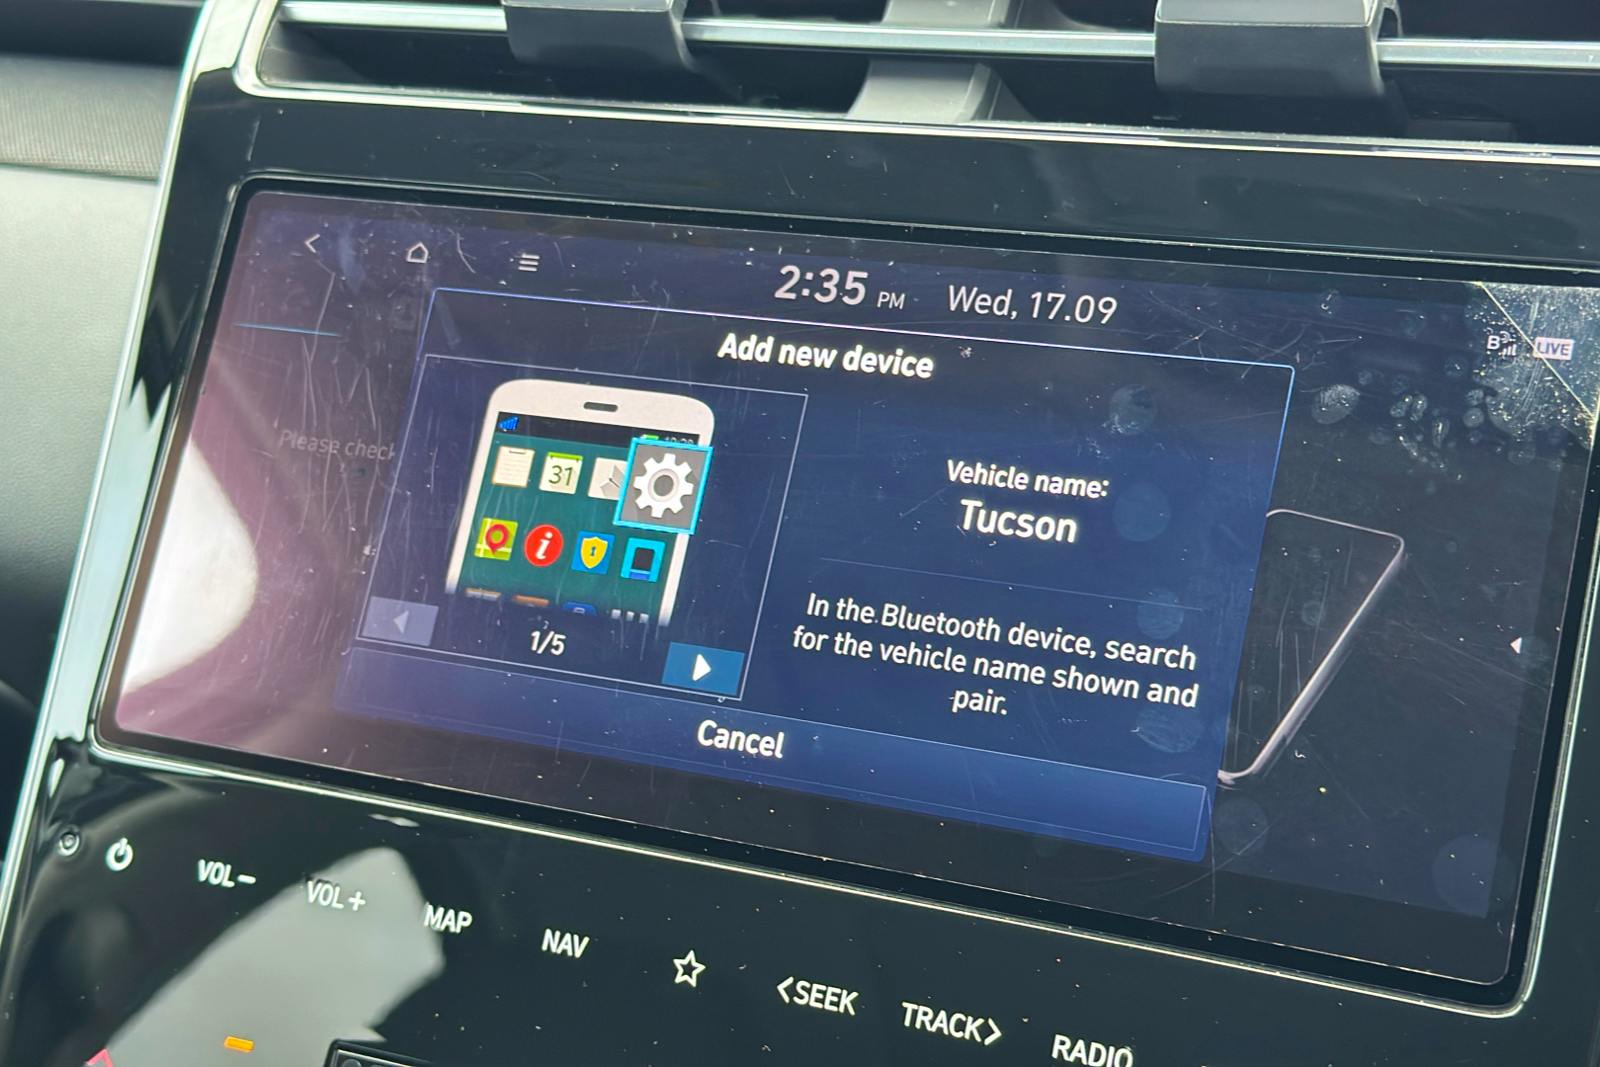 2:35 PM Wed, 17.09
LIVE
Add new device
Please check
31
Vehicle name:
Tucson
In the Bluetooth device, search
for the vehicle name shown and
pair.
1/5
Cancel
VOL−
VOL+
MAP
NAV
<SEEK
TRACK>
RADIO